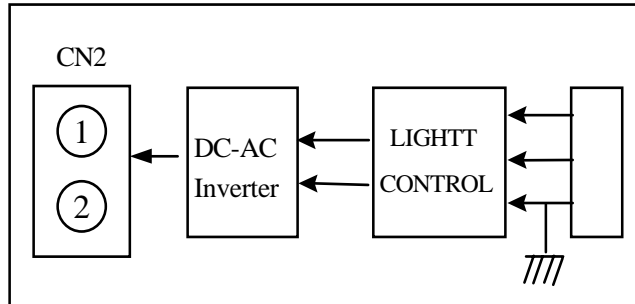 CN2
1
2
DC-AC
Inverter
LIGHTT
CONTROL